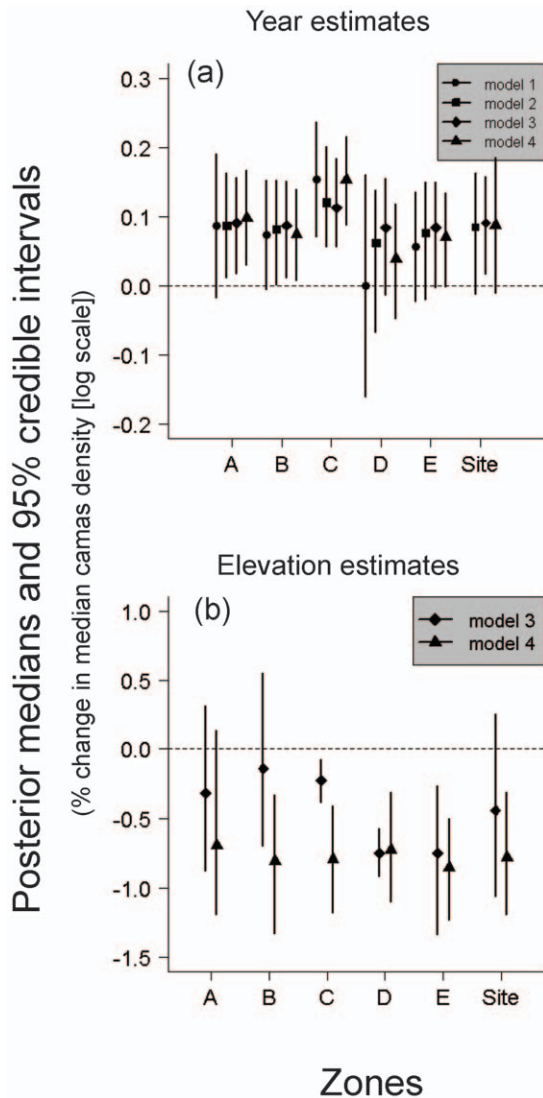 Year estimates
(a)
model 1
model 2
model 3
model 4
0.3
0.2
0.1
0.0
-0.1
-0.2
A B C D E Site
Posterior medians and 95% credible intervals
(% change in median camas density [log scale])
Elevation estimates
(b)
model 3
model 4
1.0
0.5
0.0
-0.5
-1.0
-1.5
A B C D E Site
Zones